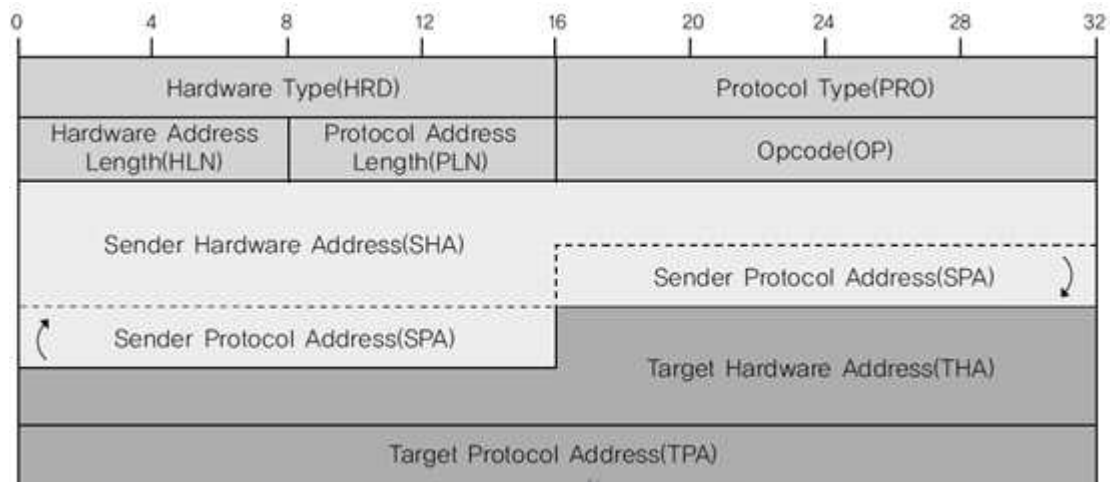 0 4 8 12 16 20 24 28 32
Hardware Type(HRD) Protocol Type(PRO)
Hardware Address
Length(HLN)
Protocol Address
Length(PLN)
Opcode(OP)
Sender Hardware Address(SHA)
Sender Protocol Address(SPA)
Sender Protocol Address(SPA)
Target Hardware Address(THA)
Target Protocol Address(TPA)